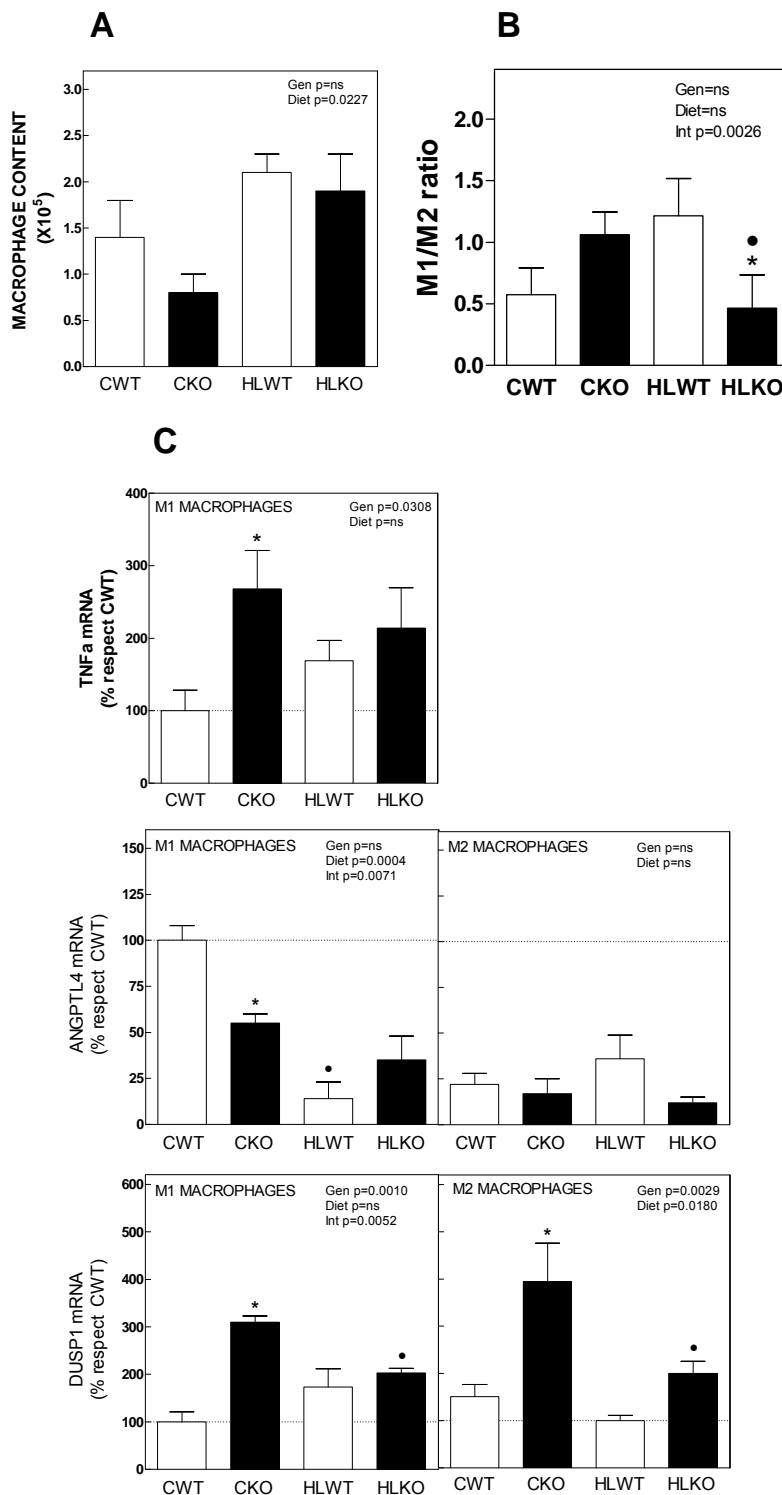 A
B
MACROPHAGE CONTENT
(X10⁵)
3.0
2.5
2.0
1.5
1.0
0.5
0.0
Gen p=ns
Diet p=0.0227
CWT CKO HLWT HLKO
M1/M2 ratio
2.0
1.5
1.0
0.5
0.0
Gen=ns
Diet=ns
Int p=0.0026
*
CWT CKO HLWT HLKO
C
TNFa mRNA
(% respect CWT)
400
300
200
100
0
M1 MACROPHAGES
Gen p=0.0308
Diet p=ns
*
CWT CKO HLWT HLKO
ANGPTL4 mRNA
(% respect CWT)
150
125
100
75
50
25
0
M1 MACROPHAGES
Gen p=ns
Diet p=0.0004
Int p=0.0071
*
CWT CKO HLWT HLKO
M2 MACROPHAGES
Gen p=ns
Diet p=ns
CWT CKO HLWT HLKO
DUSP1 mRNA
(% respect CWT)
600
500
400
300
200
100
0
M1 MACROPHAGES
Gen p=0.0010
Diet p=ns
Int p=0.0052
*
CWT CKO HLWT HLKO
M2 MACROPHAGES
Gen p=0.0029
Diet p=0.0180
*
CWT CKO HLWT HLKO